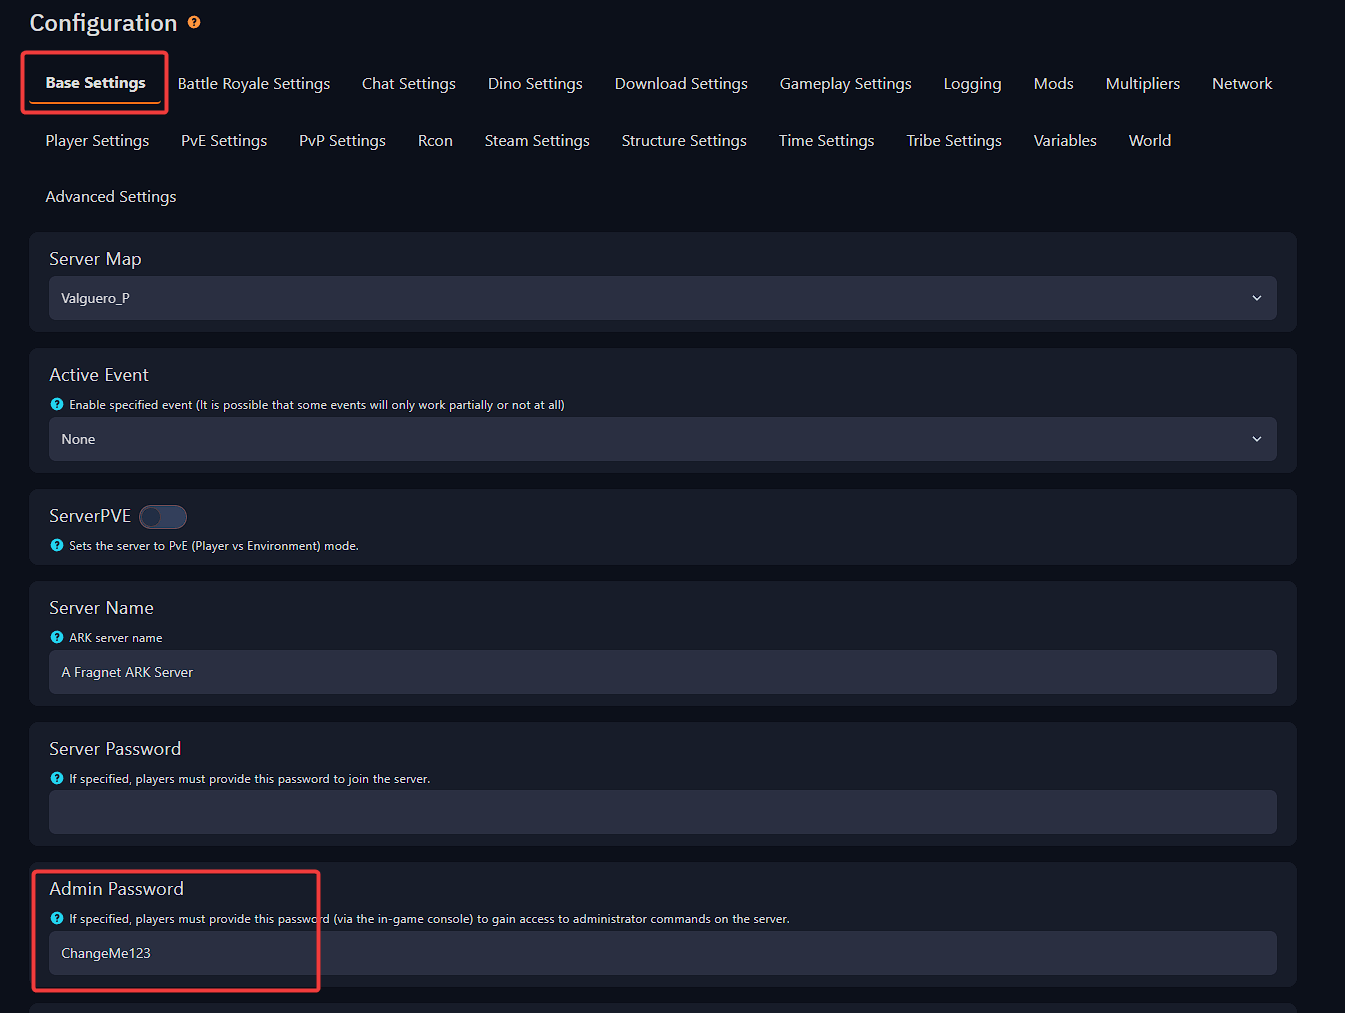 Configuration
Base Settings Battle Royale Settings Chat Settings Dino Settings Download Settings Gameplay Settings Logging Mods Multipliers Network
Player Settings PvE Settings PvP Settings Rcon Steam Settings Structure Settings Time Settings Tribe Settings Variables World
Advanced Settings
Server Map
Valguero_P
Active Event
Enable specified event (It is possible that some events will only work partially or not at all)
None
ServerPVE
Sets the server to PvE (Player vs Environment) mode.
Server Name
ARK server name
A Fragnet ARK Server
Server Password
If specified, players must provide this password to join the server.
Admin Password
If specified, players must provide this password (via the in-game console) to gain access to administrator commands on the server.
ChangeMe123